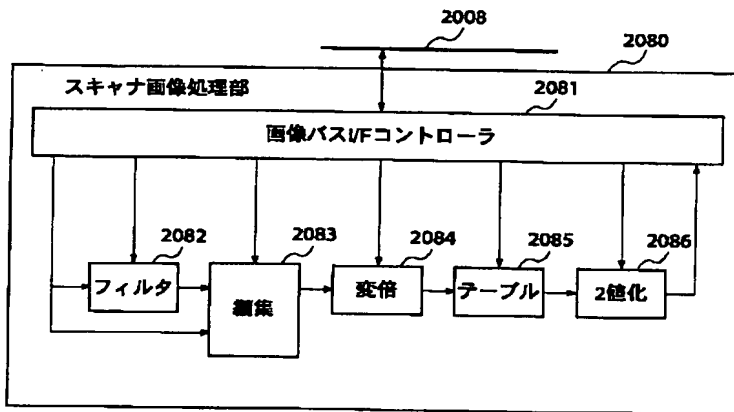 2008
2080
スキャナ画像処理部
2081
画像バスI/Fコントローラ
2082
2083
2084
2085
2086
フィルタ
編集
変倍
テーブル
2値化